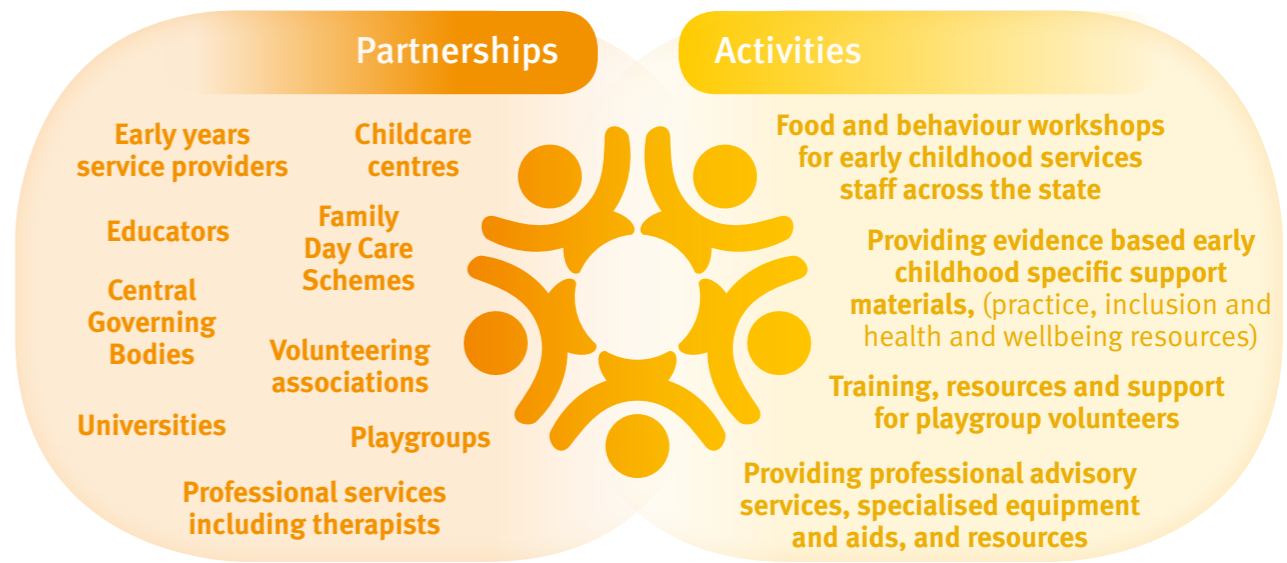 Partnerships
Early years
service providers
Childcare
centres
Educators
Family
Day Care
Schemes
Central
Governing
Bodies
Volunteering
associations
Universities
Playgroups
Professional services
including therapists
Activities
Food and behaviour workshops
for early childhood services
staff across the state
Providing evidence based early
childhood specific support
materials, (practice, inclusion and
health and wellbeing resources)
Training, resources and support
for playgroup volunteers
Providing professional advisory
services, specialised equipment
and aids, and resources